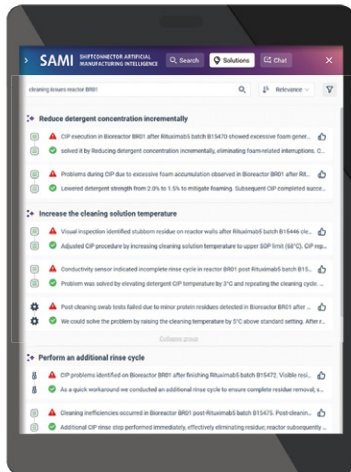 SAMI
SHIFTCONNECTOR ARTIFICIAL
MANUFACTURING INTELLIGENCE
Search
Solutions
Chat
cleaning issues reactor BR01
Relevance
Reduce detergent concentration incrementally
CIP execution in Bioreactor BR01 after Rituximab5 batch B15470 showed excessive foam gener...
solved it by Reducing detergent concentration incrementally, eliminating foam-related interruptions. C...
Problems during CIP due to excessive foam accumulation observed in Bioreactor BR01 after Rit...
Lowered detergent strength from 2.0% to 1.5% to mitigate foaming. Subsequent CIP completed succe...
Increase the cleaning solution temperature
Visual inspection identified stubborn residue on reactor walls after Rituximab5 batch B15446 cle...
Adjusted CIP procedure by increasing cleaning solution temperature to upper SOP limit (68°C). CIP rep...
Conductivity sensor indicated incomplete rinse cycle in reactor BR01 post Rituximab5 batch B15...
Problem was solved by elevating detergent CIP temperature by 3°C and repeating the cleaning cycle. ...
Post-cleaning swab tests failed due to minor protein residues detected in Bioreactor BR01 after ...
We could solve the problem by raising the cleaning temperature by 5°C above standard setting. After r...
Collapse group
Perform an additional rinse cycle
CIP problems identified on Bioreactor BR01 after finishing Rituximab5 batch B15472. Visible resi...
As a quick workaround we conducted an additional rinse cycle to ensure complete residue removal, v...
Cleaning inefficiencies occurred in Bioreactor BR01 post-Rituximab5 batch B15475. Post-cleanin...
Additional CIP rinse step performed immediately, effectively eliminating residue; reactor subsequently ...